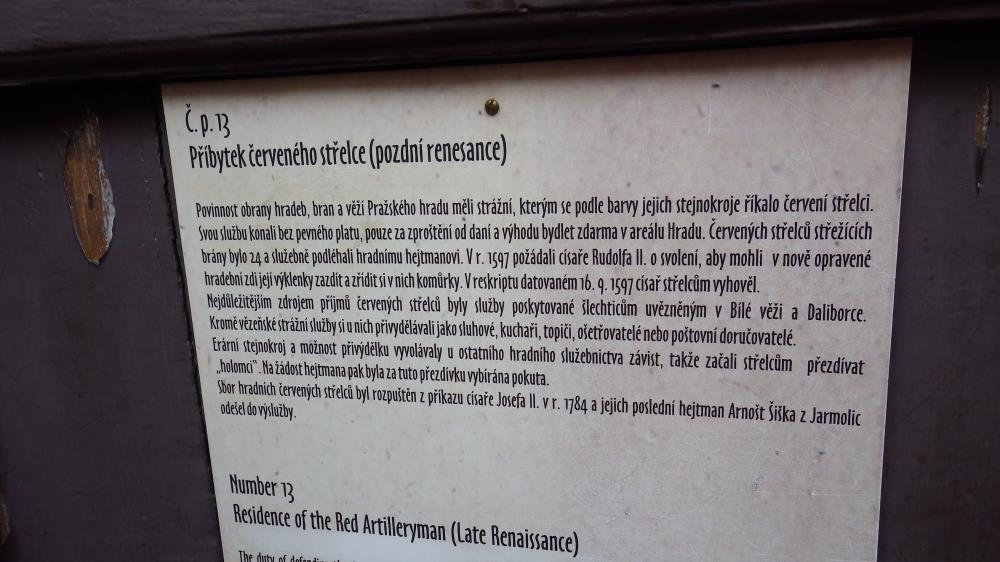 Č. p. 13
Příbytek červeného střelce (pozdní renesance)
Povinnost obrany hradeb, bran a věží Pražského hradu měli strážní, kterým se podle barvy jejich stejnokroje říkalo červení střelci.
Svou službu konali bez pevného platu, pouze za zproštění od daní a výhodu bydlet zdarma v areálu Hradu. Červených střelců střežících
brány bylo 24 a služebně podléhali hradnímu hejtmanovi. V r. 1597 požádali císaře Rudolfa II. o svolení, aby mohli v nově opravené
hradební zdi její výklenky zazdít a zřídit si v nich komůrky. V reskriptu datovaném 16. 9. 1597 císař střelcům vyhověl.
Nejdůležitějším zdrojem příjmů červených střelců byly služby poskytované šlechticům uvězněným v Bílé věži a Daliborce.
Kromě vězeňské strážní služby si u nich přivydělávali jako sluhové, kuchaři, topiči, ošetřovatelé nebo poštovní doručovatelé.
Erární stejnokroj a možnost přivýdělku vyvolávaly u ostatního hradního služebnictva závist, takže začali střelcům přezdívat
„holomci“. Na žádost hejtmana pak byla za tuto přezdívku vybírána pokuta.
Sbor hradních červených střelců byl rozpuštěn z příkazu císaře Josefa II. v r. 1784 a jejich poslední hejtman Arnošt Šiška z Jarmolic
odešel do výslužby.
Number 13
Residence of the Red Artilleryman (Late Renaissance)
The duty of